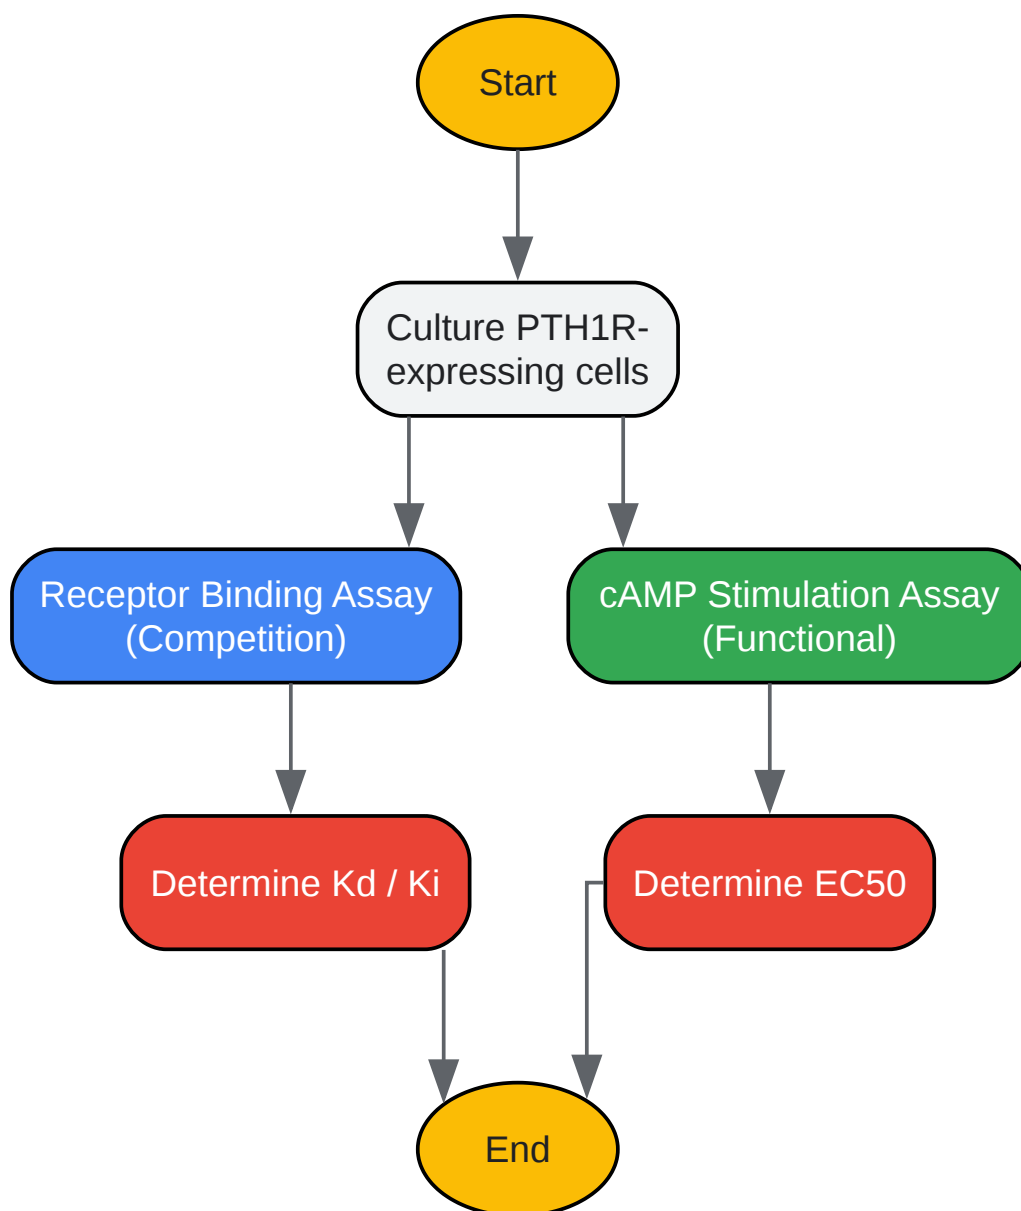 Start
Culture PTH1R-
expressing cells
Receptor Binding Assay
(Competition)
cAMP Stimulation Assay
(Functional)
Determine Kd / Ki
Determine EC50
End